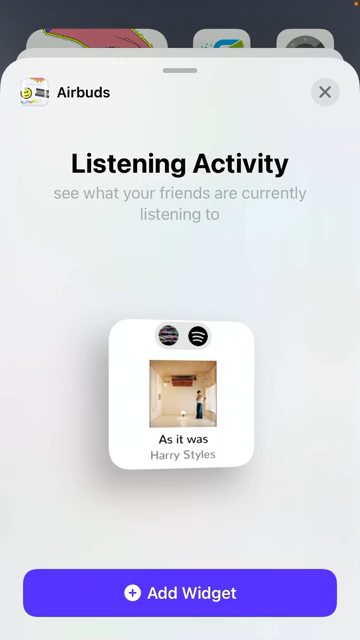 Airbuds
Listening Activity
see what your friends are currently
listening to
As it was
Harry Styles
Add Widget